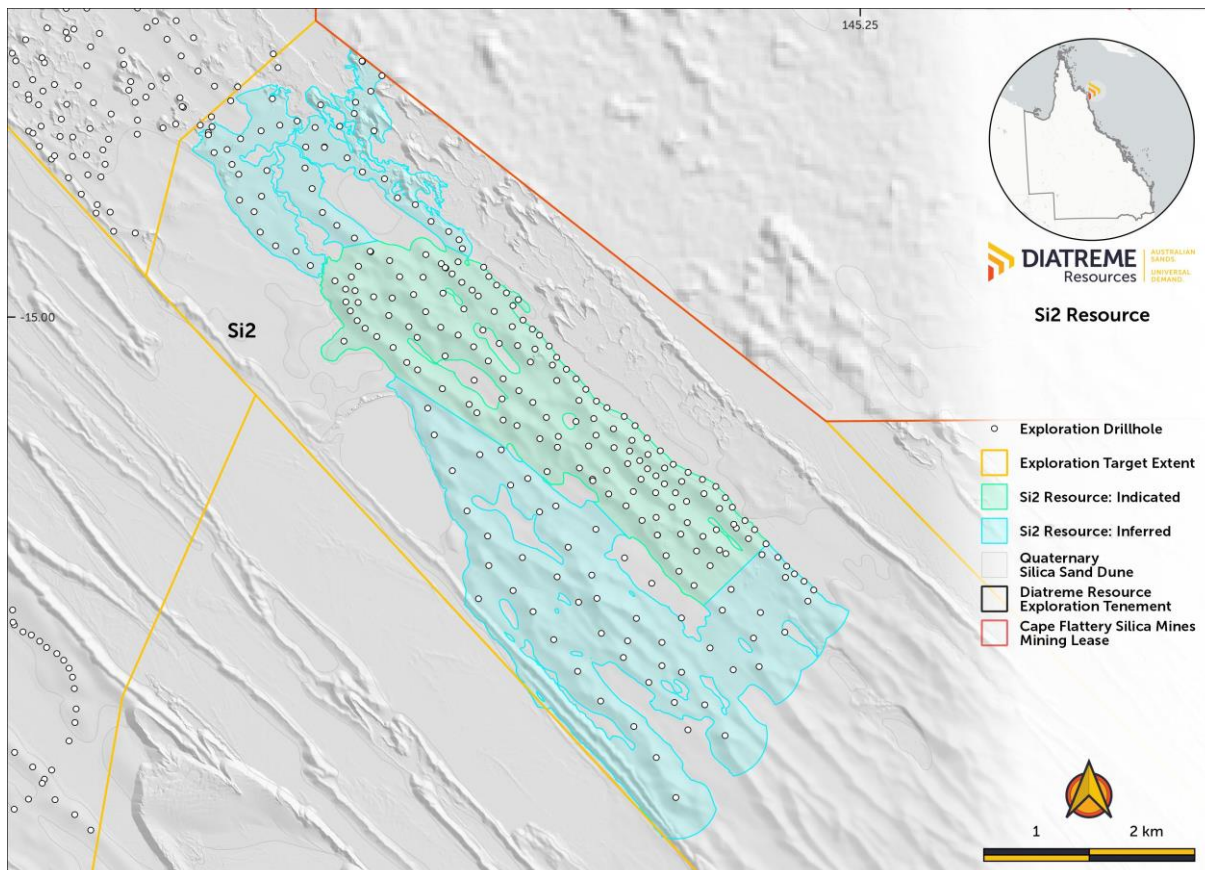 145.25
-15.00
Si2
DIATREME
Resources
AUSTRALIAN
SANDS.
UNIVERSAL
DEMAND.
Si2 Resource
Exploration Drillhole
Exploration Target Extent
Si2 Resource: Indicated
Si2 Resource: Inferred
Quaternary
Silica Sand Dune
Diatreme Resource
Exploration Tenement
Cape Flattery Silica Mines
Mining Lease
1 2 km